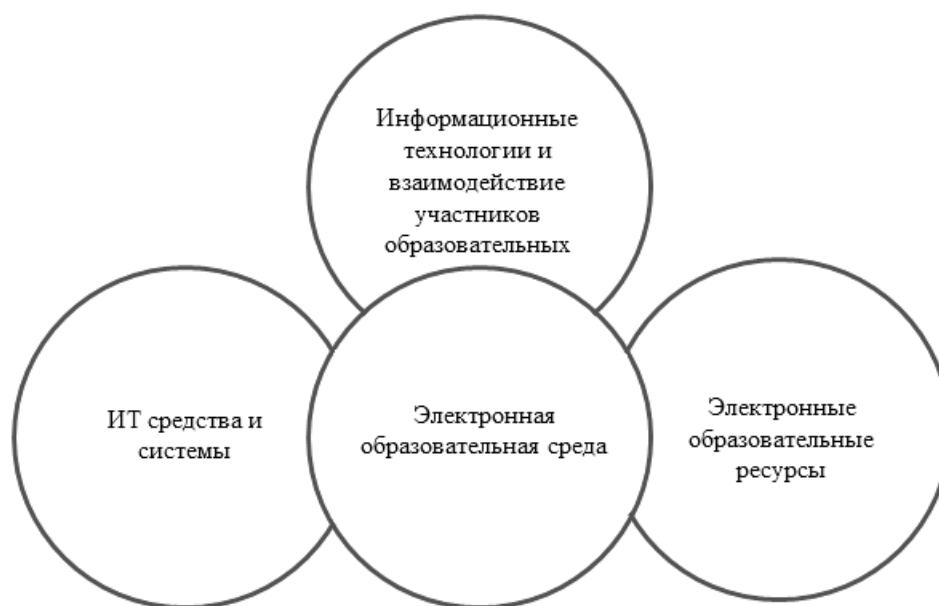 Информационные
технологии и
взаимодействие
участников
образовательных
ИТ средства и
системы
Электронная
образовательная среда
Электронные
образовательные
ресурсы